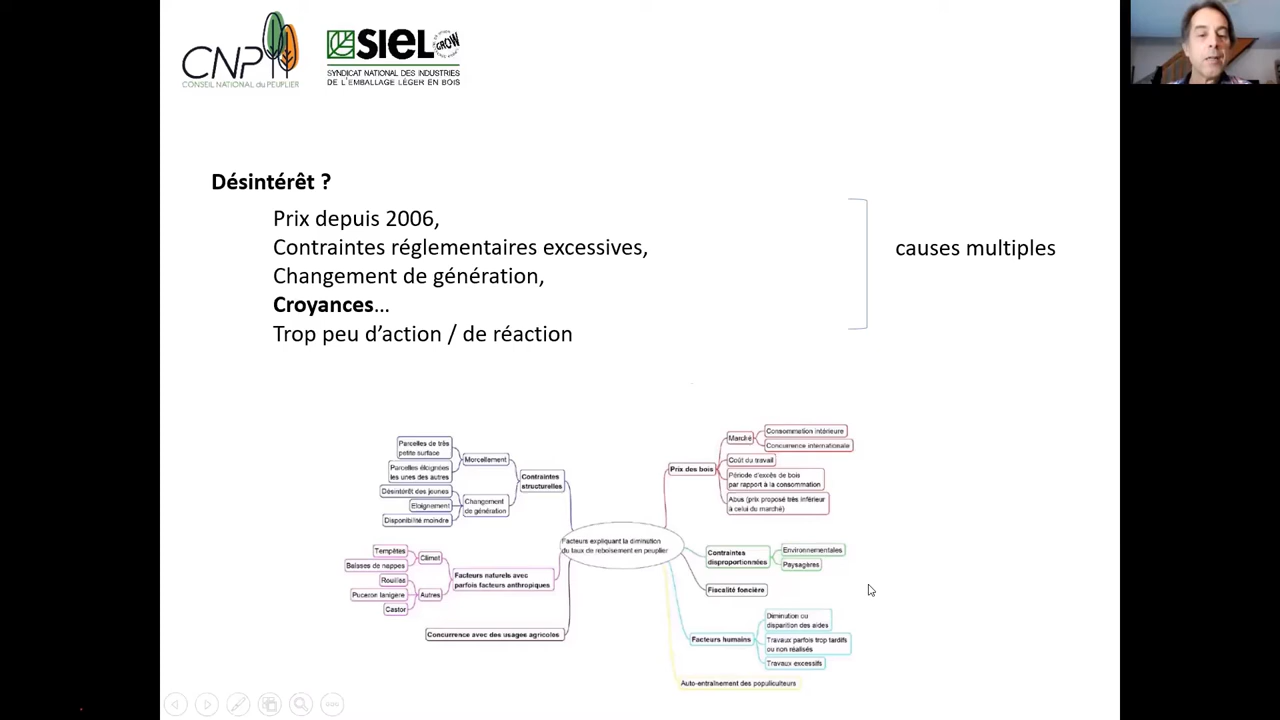 CNP
CONSEIL NATIONAL du PEUPLIER
SIEL
GROW
SYNDICAT NATIONAL DES INDUSTRIES
DE L'EMBALLAGE LÉGER EN BOIS
Désintérêt ?
Prix depuis 2006,
Contraintes réglementaires excessives,
Changement de génération,
Croyances...
Trop peu d'action / de réaction
causes multiples
Parcelles de très
petite surface
Parcelles éloignées
les unes des autres
Morcellement
Désintérêt des jeunes
Eloignement
Disponibilité moindre
Changement
de génération
Contraintes
structurelles
Tempêtes
Baisses de nappes
Climat
Rouilles
Puceron lanigere
Castor
Autres
Facteurs naturels avec
parfois facteurs anthropiques
Concurrence avec des usages agricoles
Facteurs expliquant la diminution
du taux de reboisement en peuplier
Prix des bois
Marché
Consommation intérieure
Concurrence internationale
Coût du travail
Période d'excès de bois
par rapport à la consommation
Abus (prix proposé très inférieur
à celui du marché)
Contraintes
disproportionnées
Environnementales
Paysagères
Fiscalité foncière
Facteurs humains
Diminution ou
disparition des aides
Travaux parfois trop tardifs
ou non réalisés
Travaux excessifs
Auto-entraînement des populiculteurs